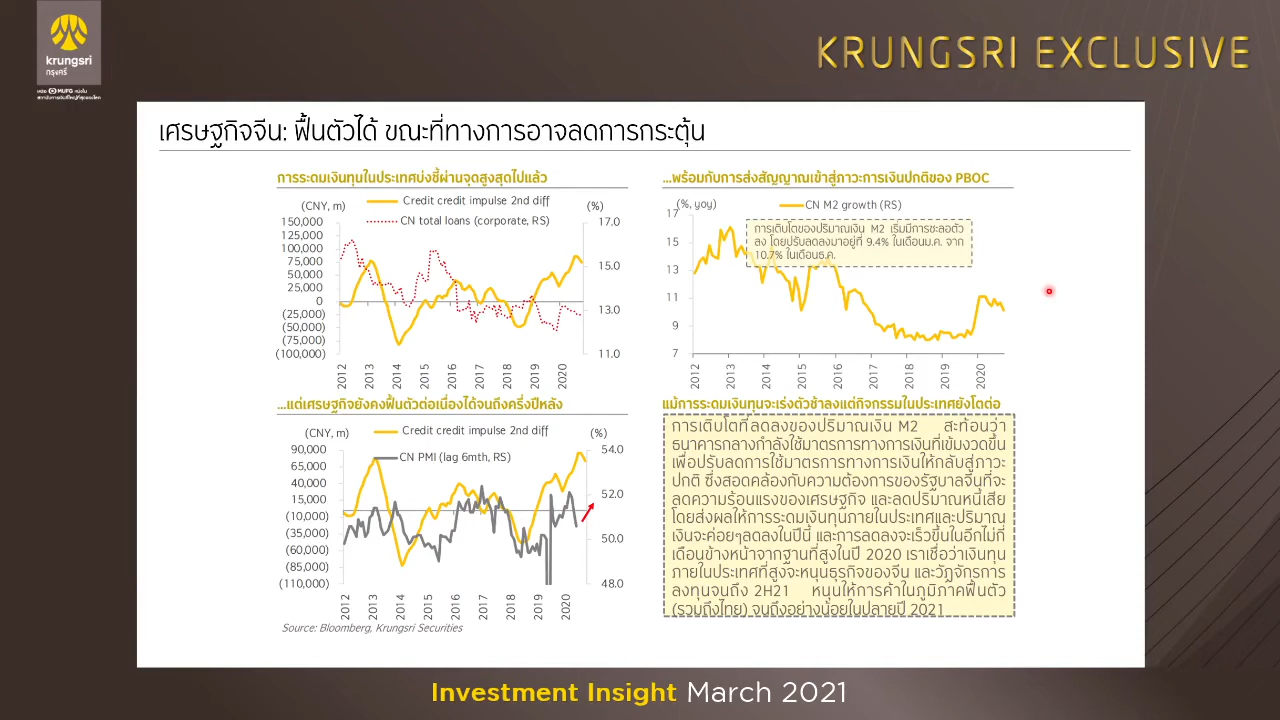 krungsri
กรุงศรี
KRUNGSRI EXCLUSIVE
เศรษฐกิจจีน: ฟื้นตัวได้ ขณะที่ทางการอาจลดการกระตุ้น
การระดมเงินทุนในประเทศบ่งชี้ผ่านจุดสูงสุดไปแล้ว
(CNY, m)
Credit credit impulse 2nd diff
(%)
CN total loans (corporate, RS)
150,000
125,000
100,000
75,000
50,000
25,000
0
(25,000)
(50,000)
(75,000)
(100,000)
17.0
15.0
13.0
11.0
2012
2013
2014
2015
2016
2017
2018
2019
2020
...พร้อมกับการส่งสัญญาณเข้าสู่ภาวะการเงินปกติของ PBOC
(%, yoy)
CN M2 growth (RS)
การเติบโตของปริมาณเงิน M2 เริ่มมีการชะลอตัว
ลง โดยปรับลดลงมาอยู่ที่ 9.4% ในเดือนม.ค. จาก
10.7% ในเดือนธ.ค.
17
15
13
11
9
7
2012
2013
2014
2015
2016
2017
2018
2019
2020
...แต่เศรษฐกิจยังคงฟื้นตัวต่อเนื่องได้จนถึงครึ่งปีหลัง
(CNY, m)
Credit credit impulse 2nd diff
(%)
CN PMI (lag 6mth, RS)
90,000
65,000
40,000
15,000
(10,000)
(35,000)
(60,000)
(85,000)
(110,000)
54.0
52.0
50.0
48.0
2012
2013
2014
2015
2016
2017
2018
2019
2020
Source: Bloomberg, Krungsri Securities
แม้การระดมเงินทุนจะเร่งตัวช้าลงแต่กิจกรรมในประเทศยังโตต่อ
การเติบโตที่ลดลงของปริมาณเงิน M2 สะท้อนว่า
ธนาคารกลางกำลังใช้มาตรการทางการเงินที่เข้มงวดขึ้น
เพื่อปรับลดการใช้มาตรการทางการเงินให้กลับสู่ภาวะ
ปกติ ซึ่งสอดคล้องกับความต้องการของรัฐบาลจีนที่จะ
ลดความร้อนแรงของเศรษฐกิจ และลดปริมาณหนี้เสีย
โดยส่งผลให้การระดมเงินทุนภายในประเทศและปริมาณ
เงินจะค่อยๆลดลงในปีนี้ และการลดลงจะเร็วขึ้นในอีกไม่กี่
เดือนข้างหน้าจากฐานที่สูงในปี 2020 เราเชื่อว่าเงินทุน
ภายในประเทศที่สูงจะหนุนธุรกิจของจีน และวัฎจักรการ
ลงทุนจนถึง 2H21 หนุนให้การค้าในภูมิภาคฟื้นตัว
(รวมถึงไทย) จนถึงอย่างน้อยในปลายปี 2021
Investment Insight March 2021